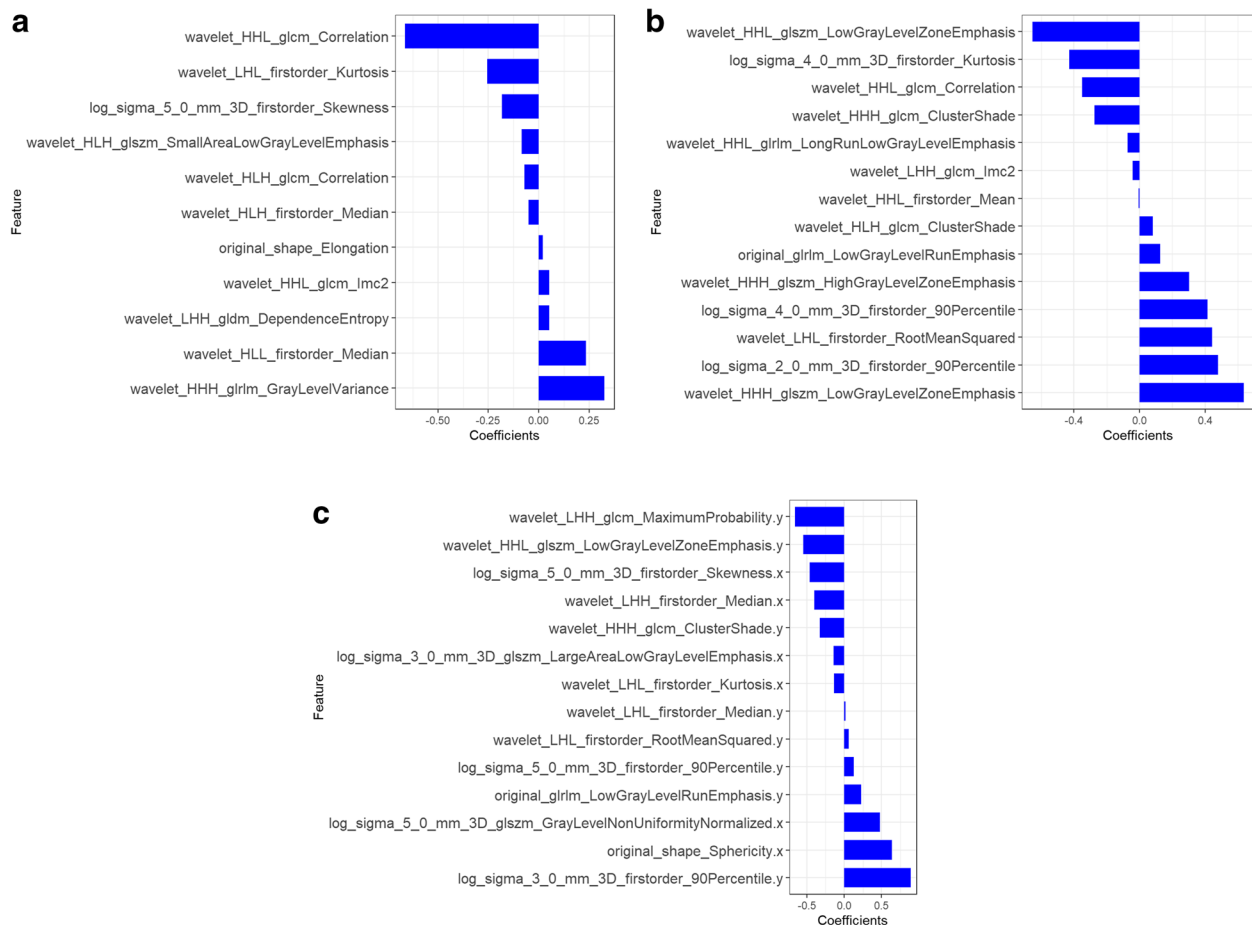 a
wavelet_HHL_glcm_Correlation
wavelet_LHL_firstorder_Kurtosis
log_sigma_5_0_mm_3D_firstorder_Skewness
wavelet_HLH_glszm_SmallAreaLowGrayLevelEmphasis
wavelet_HLH_glcm_Correlation
wavelet_HLH_firstorder_Median
original_shape_Elongation
wavelet_HHL_glcm_Imc2
wavelet_LHH_gldm_DependenceEntropy
wavelet_HLL_firstorder_Median
wavelet_HHH_glrlm_GrayLevelVariance
Feature
-0.50 -0.25 0.00 0.25
Coefficients
b
wavelet_HHL_glszm_LowGrayLevelZoneEmphasis
log_sigma_4_0_mm_3D_firstorder_Kurtosis
wavelet_HHL_glcm_Correlation
wavelet_HHH_glcm_ClusterShade
wavelet_HHL_glrlm_LongRunLowGrayLevelEmphasis
wavelet_LHH_glcm_Imc2
wavelet_HHL_firstorder_Mean
wavelet_HLH_glcm_ClusterShade
original_glrlm_LowGrayLevelRunEmphasis
wavelet_HHH_glszm_HighGrayLevelZoneEmphasis
log_sigma_4_0_mm_3D_firstorder_90Percentile
wavelet_LHL_firstorder_RootMeanSquared
log_sigma_2_0_mm_3D_firstorder_90Percentile
wavelet_HHH_glszm_LowGrayLevelZoneEmphasis
Feature
-0.4 0.0 0.4
Coefficients
c
wavelet_LHH_glcm_MaximumProbability.y
wavelet_HHL_glszm_LowGrayLevelZoneEmphasis.y
log_sigma_5_0_mm_3D_firstorder_Skewness.x
wavelet_LHH_firstorder_Median.x
wavelet_HHH_glcm_ClusterShade.y
log_sigma_3_0_mm_3D_glszm_LargeAreaLowGrayLevelEmphasis.x
wavelet_LHL_firstorder_Kurtosis.x
wavelet_LHL_firstorder_Median.y
wavelet_LHL_firstorder_RootMeanSquared.y
log_sigma_5_0_mm_3D_firstorder_90Percentile.y
original_glrlm_LowGrayLevelRunEmphasis.y
log_sigma_5_0_mm_3D_glszm_GrayLevelNonUniformityNormalized.x
original_shape_Sphericity.x
log_sigma_3_0_mm_3D_firstorder_90Percentile.y
Feature
-0.5 0.0 0.5
Coefficients